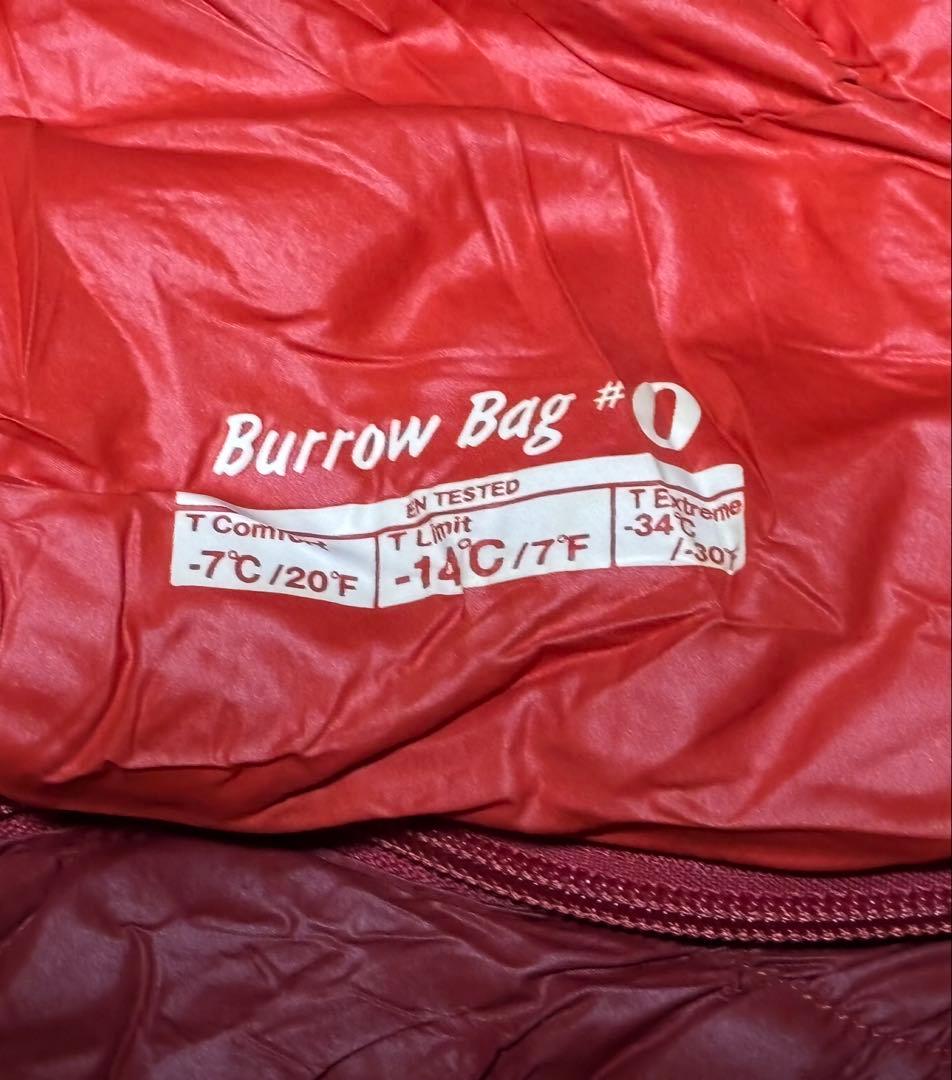 Burrow Bag #0
EN TESTED
T Comfort T Limit T Extreme
-7°C/20°F -14°C/7°F -34°C
/-30°F